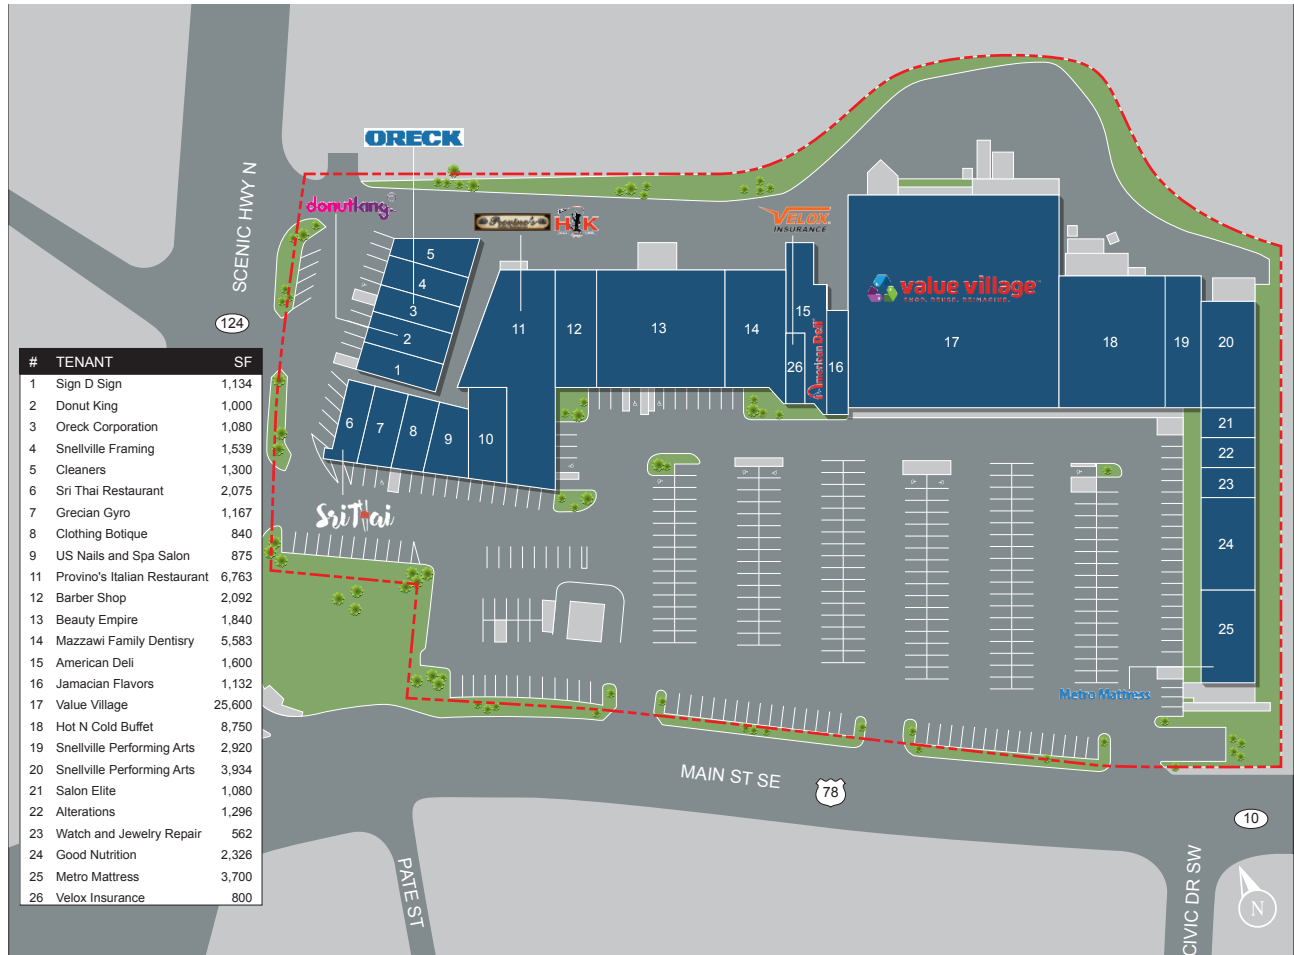 ORECK
SCENIC HWY N
donutking
Provino's
H K
VELOX
INSURANCE
value village
SHOP. REUSE. REIMAGINE.
American Deli
124
5
4
3
2
1
6
7
8
9
10
11
12
13
14
15
26
16
17
18
19
20
21
22
23
24
25
SriThai
Metro Mattress
# TENANT SF
1 Sign D Sign 1,134
2 Donut King 1,000
3 Oreck Corporation 1,080
4 Snellville Framing 1,539
5 Cleaners 1,300
6 Sri Thai Restaurant 2,075
7 Grecian Gyro 1,167
8 Clothing Botique 840
9 US Nails and Spa Salon 875
11 Provino's Italian Restaurant 6,763
12 Barber Shop 2,092
13 Beauty Empire 1,840
14 Mazzawi Family Dentisry 5,583
15 American Deli 1,600
16 Jamacian Flavors 1,132
17 Value Village 25,600
18 Hot N Cold Buffet 8,750
19 Snellville Performing Arts 2,920
20 Snellville Performing Arts 3,934
21 Salon Elite 1,080
22 Alterations 1,296
23 Watch and Jewelry Repair 562
24 Good Nutrition 2,326
25 Metro Mattress 3,700
26 Velox Insurance 800
MAIN ST SE
78
10
PATE ST
CIVIC DR SW
N